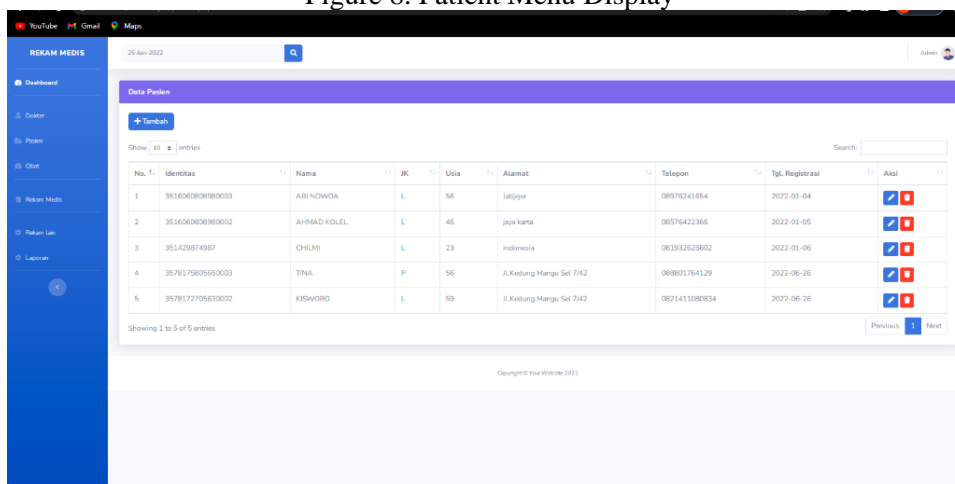 Figure 8. Patient Menu Display
YouTube Gmail Maps
REKAM MEDIS
26-Jun-2022
Admin
Dashboard
Dokter
Pasien
Obat
Rekam Medis
Rekam Lain
Laporan
Data Pasien
+ Tambah
Show 10 entries
Search:
No. Identitas Nama JK Usia Alamat Telepon Tgl. Registrasi Aksi
1 3516060808980003 ABI NOWOA L 56 Jatijejer 08976241654 2022-01-04
2 3516060808980002 AHMAD KOLEL L 46 jaya karta 08576422366 2022-01-05
3 351429874987 CHILMI L 23 indonesia 081932625602 2022-01-06
4 3578175805650003 TINA P 56 Jl.Kedung Mangu Sel 7/42 088801764129 2022-06-26
5 3578172705630002 KISWORO L 59 Jl.Kedung Mangu Sel 7/42 0821411080834 2022-06-26
Showing 1 to 5 of 5 entries
Previous 1 Next
Copyright © Your Website 2021